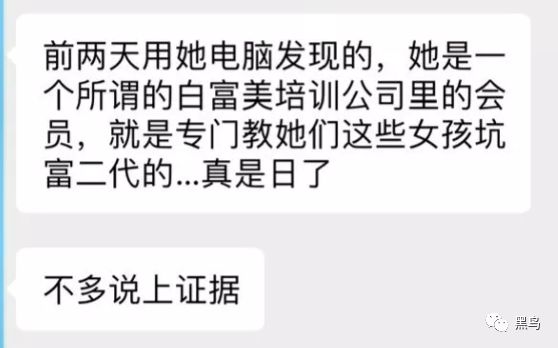 前两天用她电脑发现的，她是一
个所谓的白富美培训公司里的会
员，就是专门教她们这些女孩坑
富二代的...真是日了
不多说上证据
黑鸟